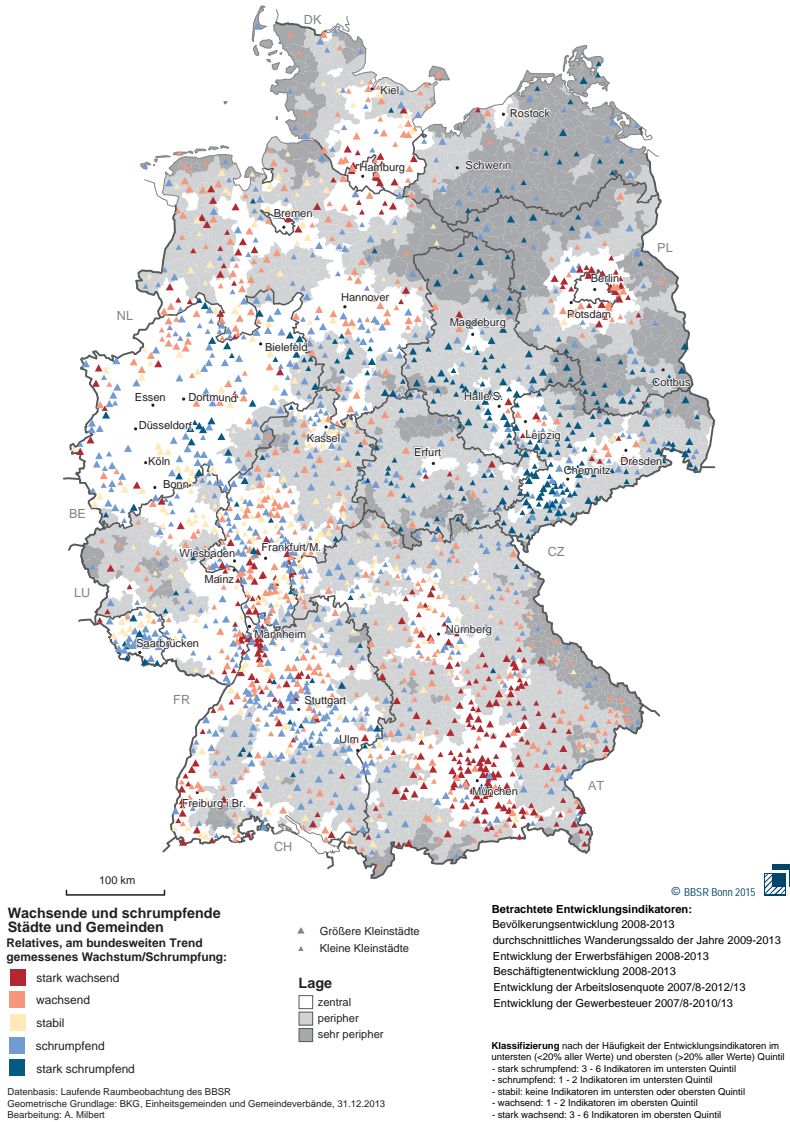 DK
Kiel
Rostock
Hamburg
Schwerin
Bremen
PL
Berlin
NL
Hannover
Potsdam
Magdeburg
Bielefeld
Cottbus
Essen
Dortmund
Halle/S.
Düsseldorf
Leipzig
Kassel
Köln
Erfurt
Dresden
Chemnitz
Bonn
BE
Wiesbaden
Frankfurt/M.
CZ
Mainz
LU
Mannheim
Nürnberg
Saarbrücken
FR
Stuttgart
Ulm
AT
München
Freiburg i.Br.
CH
100 km
© BBSR Bonn 2015
Wachsende und schrumpfende
Städte und Gemeinden
Relatives, am bundesweiten Trend
gemessenes Wachstum/Schrumpfung:
stark wachsend
wachsend
stabil
schrumpfend
stark schrumpfend
Größere Kleinstädte
Kleine Kleinstädte
Lage
zentral
peripher
sehr peripher
Betrachtete Entwicklungsindikatoren:
Bevölkerungsentwicklung 2008-2013
durchschnittliches Wanderungssaldo der Jahre 2009-2013
Entwicklung der Erwerbsfähigen 2008-2013
Beschäftigtenentwicklung 2008-2013
Entwicklung der Arbeitslosenquote 2007/8-2012/13
Entwicklung der Gewerbesteuer 2007/8-2010/13
Klassifizierung nach der Häufigkeit der Entwicklungsindikatoren im
untersten (<20% aller Werte) und obersten (>20% aller Werte) Quintil
- stark schrumpfend: 3 - 6 Indikatoren im untersten Quintil
- schrumpfend: 1 - 2 Indikatoren im untersten Quintil
- stabil: keine Indikatoren im untersten oder obersten Quintil
- wachsend: 1 - 2 Indikatoren im obersten Quintil
- stark wachsend: 3 - 6 Indikatoren im obersten Quintil
Datenbasis: Laufende Raumbeobachtung des BBSR
Geometrische Grundlage: BKG, Einheitsgemeinden und Gemeindeverbände, 31.12.2013
Bearbeitung: A. Milbert